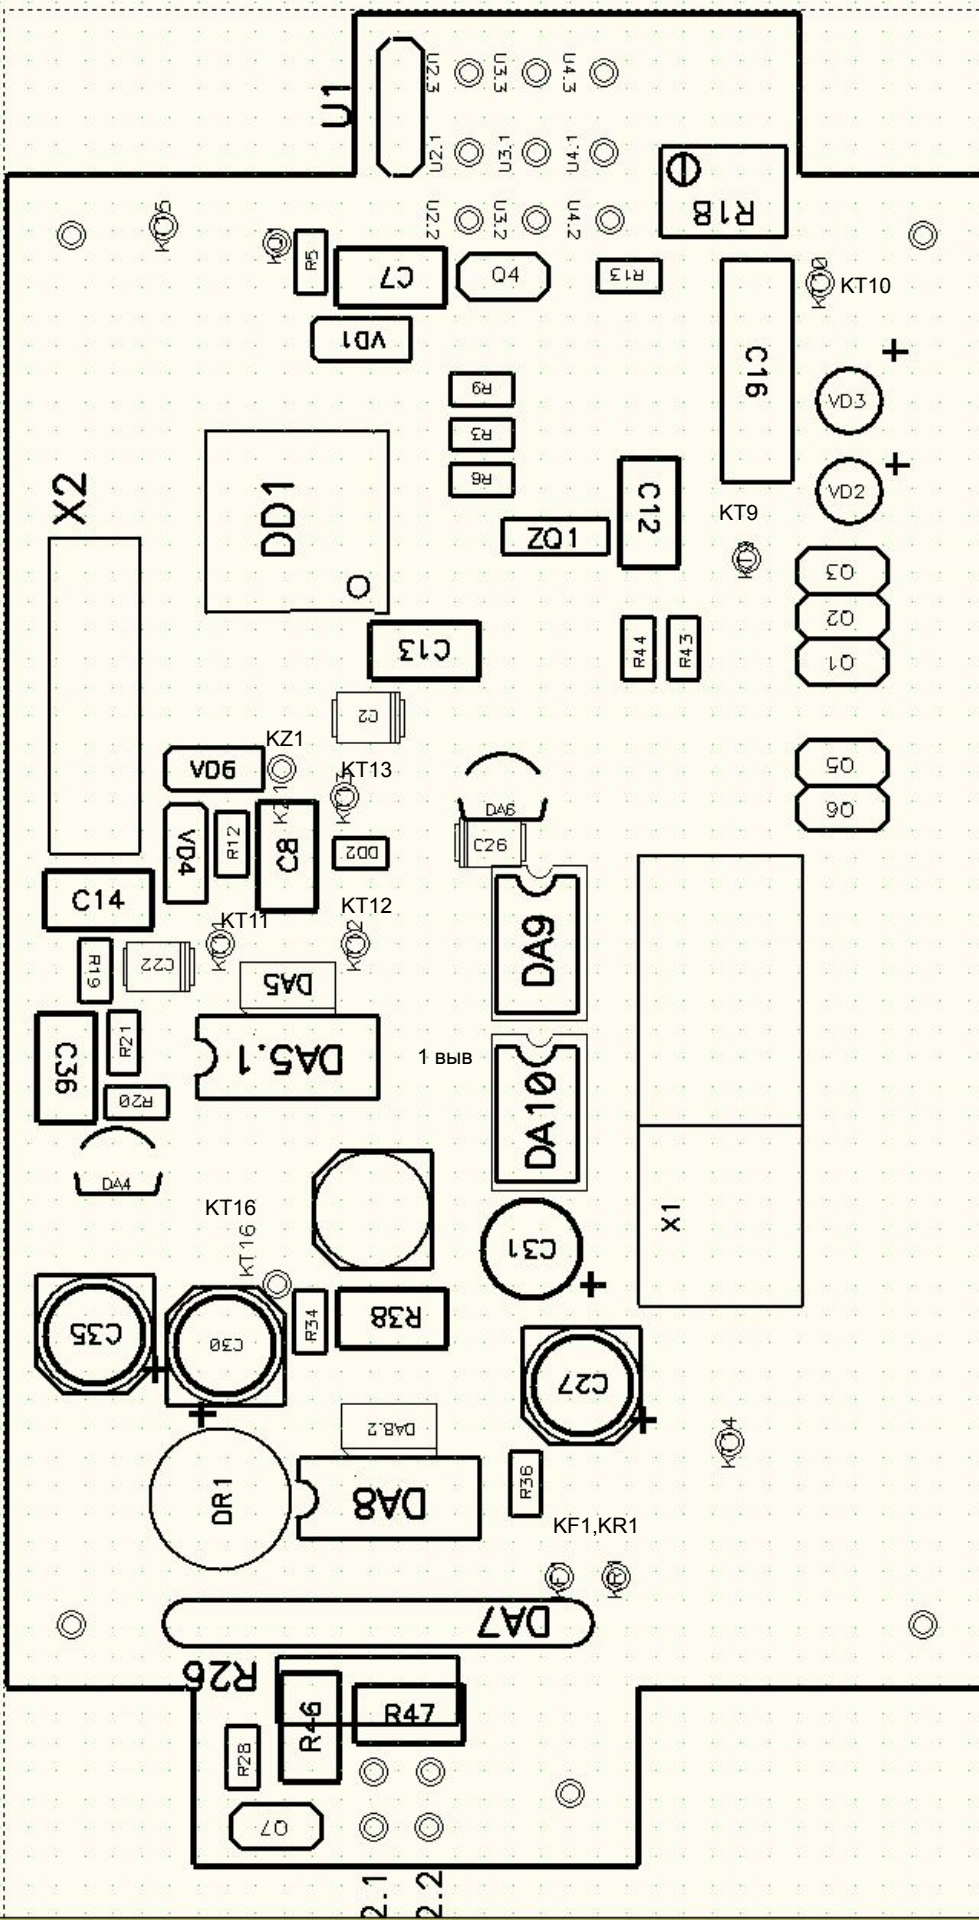 U1
U2.3
U3.3
U4.3
U2.1
U3.1
U4.1
U2.2
U3.2
U4.2
R18
R5
C7
Q4
R13
KT10
VD1
C16
+
VD3
R9
R3
R6
+
VD2
X2
DD1
ZQ1
C12
KT9
Q3
Q2
Q1
C13
R44
R43
C2
KZ1
KT13
VD6
DA6
Q5
Q6
VD4
R12
C8
DD2
C26
C14
KT11
KT12
DA9
R19
C22
DA5
C36
R21
DA5.1
1 выв
R20
DA10
DA4
KT16
KT16
C31
X1
+
C35
C30
R34
R38
C27
+
+
+
DA8.2
DR1
DA8
R36
KF1,KR1
DA7
R26
R46
R47
R28
Q7
2.1
2.2